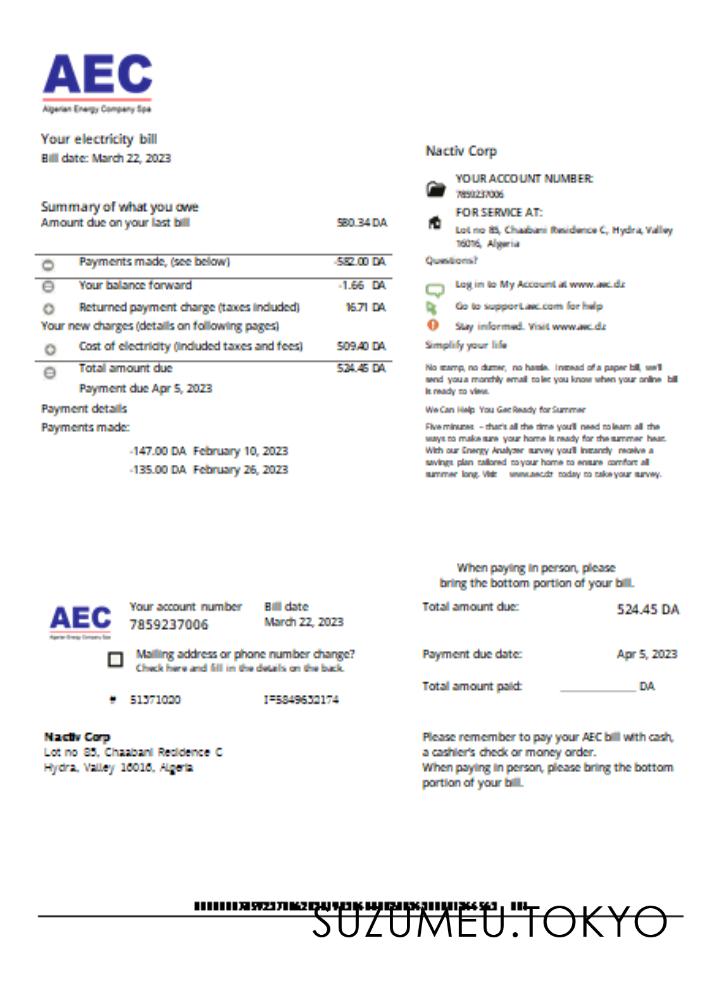 AEC
Algerian Energy Company Spa
Your electricity bill
Bill date: March 22, 2023
Summary of what you owe
Amount due on your last bill 580.34 DA
Payments made, (see below) -582.00 DA
Your balance forward -1.66 DA
Returned payment charge (taxes included) 16.71 DA
Your new charges (details on following pages)
Cost of electricity (included taxes and fees) 509.40 DA
Total amount due 524.45 DA
Payment due Apr 5, 2023
Payment details
Payments made:
-147.00 DA February 10, 2023
-135.00 DA February 26, 2023
Nactiv Corp
YOUR ACCOUNT NUMBER:
7859237006
FOR SERVICE AT:
Lot no 85, Chaabani Residence C, Hydra, Valley
16016, Algeria
Questions?
Log in to My Account at www.aec.dz
Go to support.aec.com for help
Stay informed. Visit www.aec.dz
Simplify your life
No stamp, no clutter, no hassle. Instead of a paper bill, we'll
send you a monthly email to let you know when your online bill
is ready to view.
We Can Help You Get Ready for Summer
Five minutes – that's all the time you'll need to learn all the
ways to make sure your home is ready for the summer heat.
With our Energy Analyzer survey you'll instantly receive a
savings plan tailored to your home to ensure comfort all
summer long. Visit www.aec.dz today to take your survey.
When paying in person, please
bring the bottom portion of your bill.
AEC
Algerian Energy Company Spa
Your account number Bill date
7859237006 March 22, 2023
Mailing address or phone number change?
Check here and fill in the details on the back.
# 51371020 I=5849632174
Total amount due: 524.45 DA
Payment due date: Apr 5, 2023
Total amount paid: ____________ DA
Nactiv Corp
Lot no 85, Chaabani Residence C
Hydra, Valley 16016, Algeria
Please remember to pay your AEC bill with cash,
a cashier's check or money order.
When paying in person, please bring the bottom
portion of your bill.
SUZUMEU.TOKYO